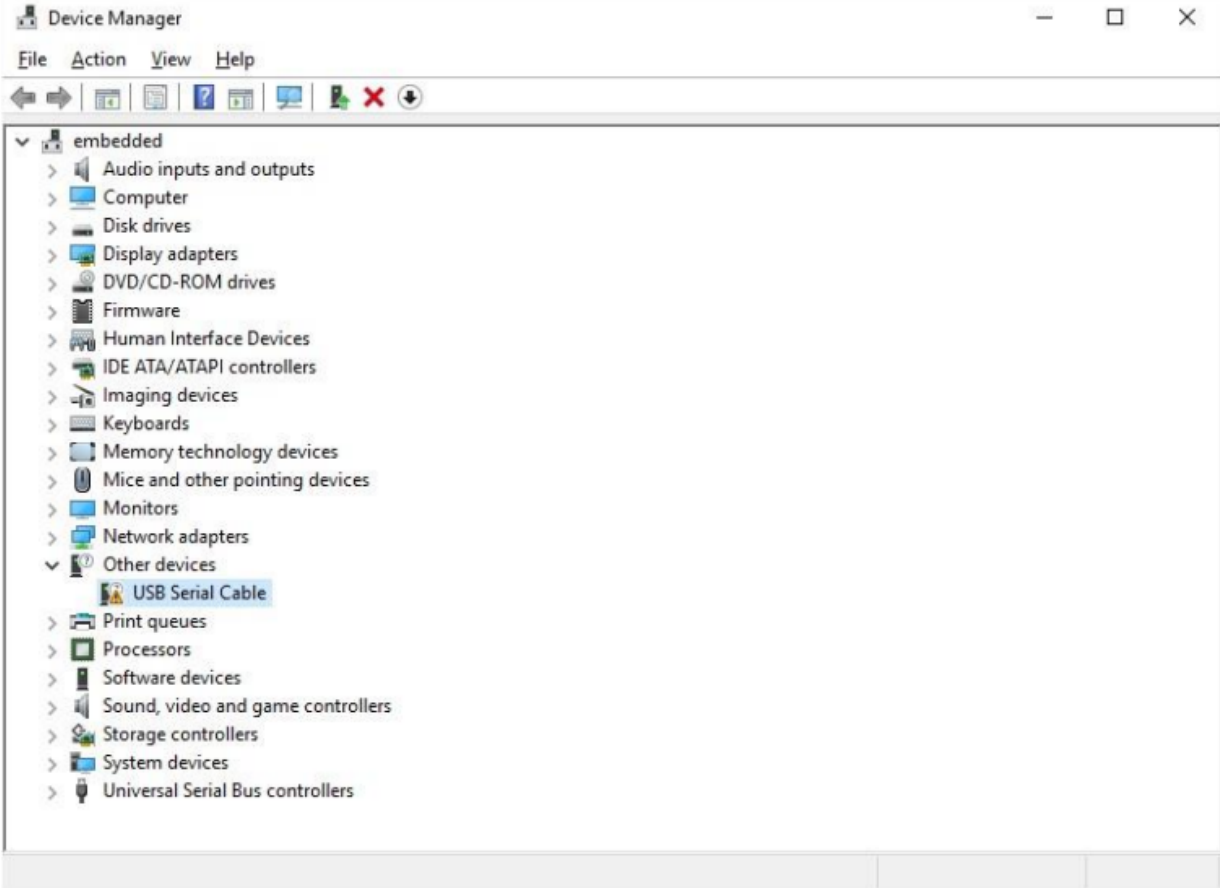 Device Manager
File Action View Help
embedded
Audio inputs and outputs
Computer
Disk drives
Display adapters
DVD/CD-ROM drives
Firmware
Human Interface Devices
IDE ATA/ATAPI controllers
Imaging devices
Keyboards
Memory technology devices
Mice and other pointing devices
Monitors
Network adapters
Other devices
USB Serial Cable
Print queues
Processors
Software devices
Sound, video and game controllers
Storage controllers
System devices
Universal Serial Bus controllers